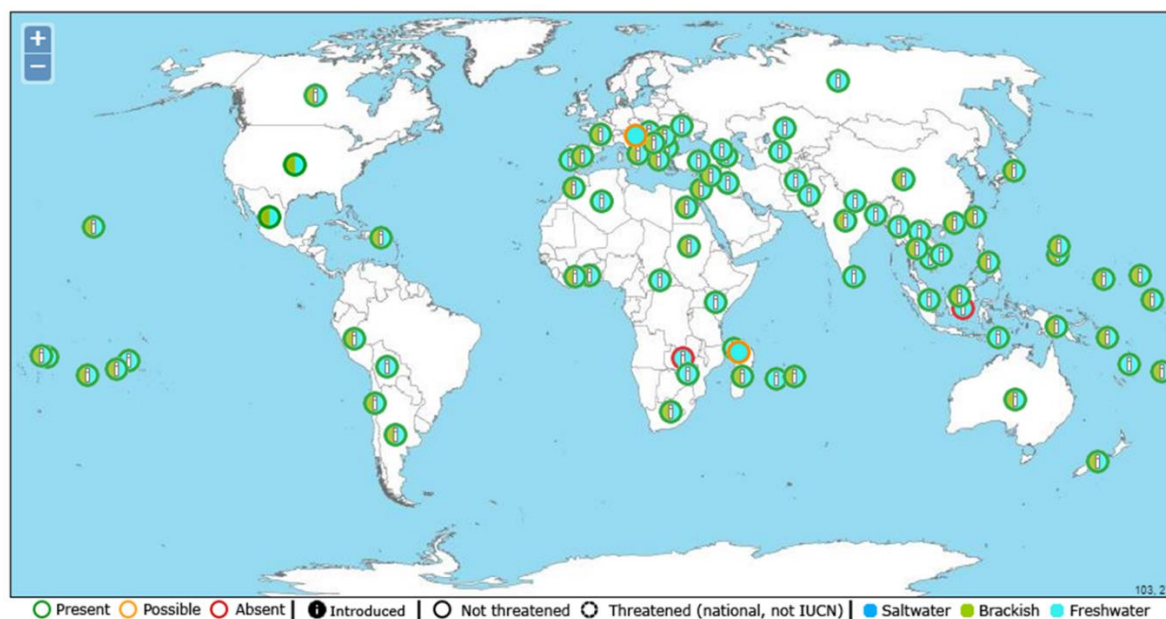 +
−
103, 2
Present Possible Absent i Introduced Not threatened Threatened (national, not IUCN) Saltwater Brackish Freshwater